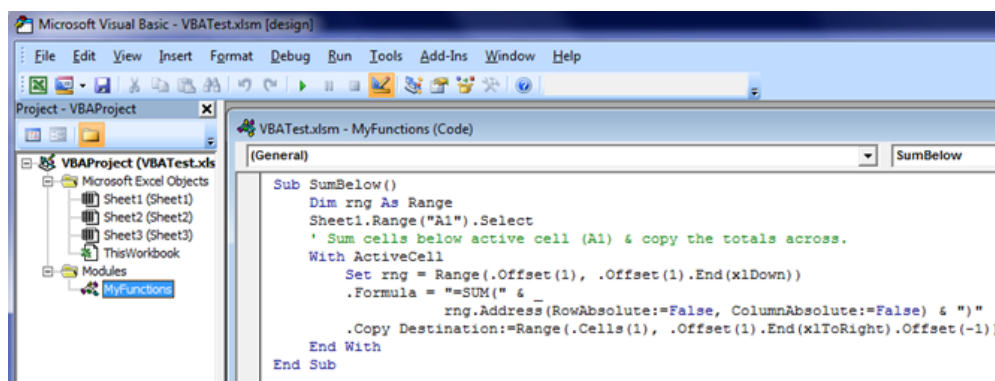 Microsoft Visual Basic - VBATest.xlsm [design]
File Edit View Insert Format Debug Run Tools Add-Ins Window Help
Project - VBAProject
VBAProject (VBATest.xls
Microsoft Excel Objects
Sheet1 (Sheet1)
Sheet2 (Sheet2)
Sheet3 (Sheet3)
ThisWorkbook
Modules
MyFunctions
VBATest.xlsm - MyFunctions (Code)
(General) SumBelow
Sub SumBelow()
Dim rng As Range
Sheet1.Range("A1").Select
' Sum cells below active cell (A1) & copy the totals across.
With ActiveCell
Set rng = Range(.Offset(1), .Offset(1).End(xlDown))
.Formula = "=SUM(" & _
rng.Address(RowAbsolute:=False, ColumnAbsolute:=False) & ")"
.Copy Destination:=Range(.Cells(1), .Offset(1).End(xlToRight).Offset(-1))
End With
End Sub